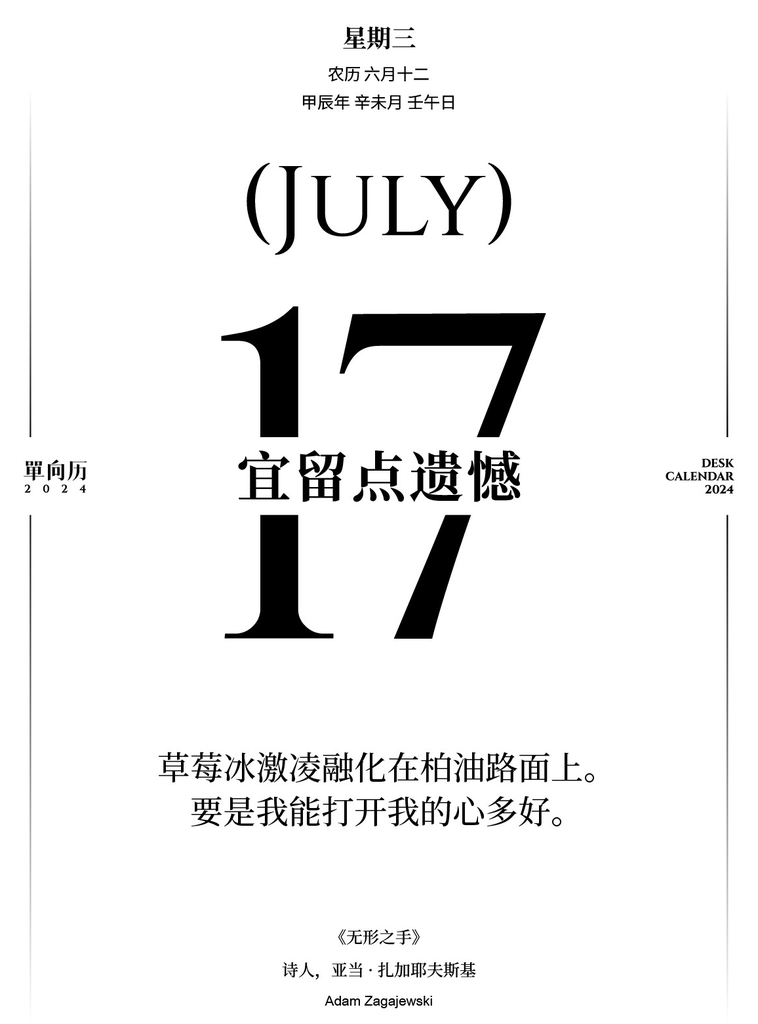 星期三
农历 六月十二
甲辰年 辛未月 壬午日
(JULY)
17
單向历
2024
宜留点遗憾
DESK
CALENDAR
2024
草莓冰激凌融化在柏油路面上。
要是我能打开我的心多好。
《无形之手》
诗人，亚当·扎加耶夫斯基
Adam Zagajewski